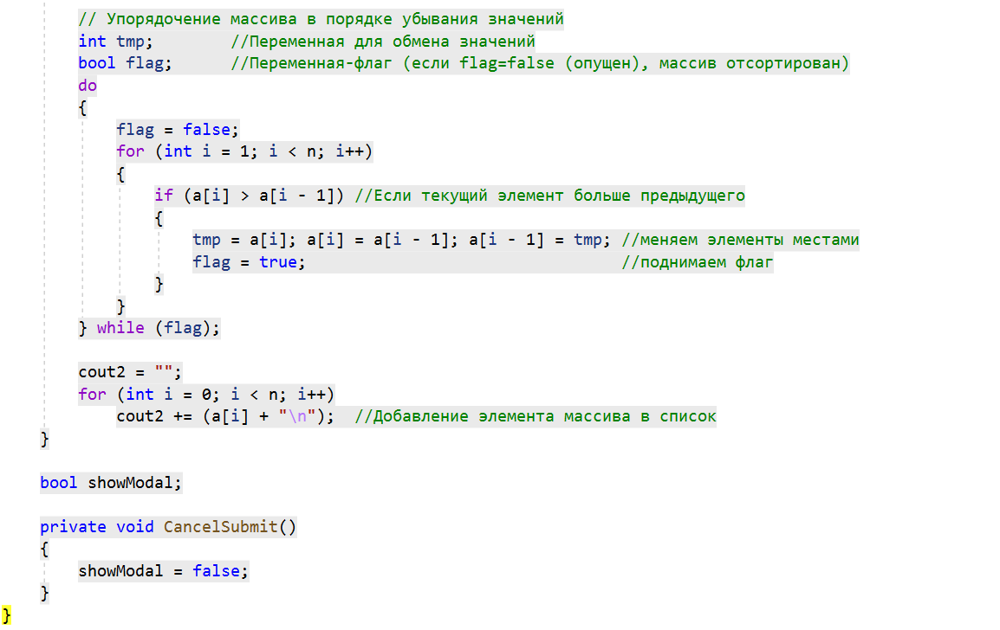 // Упорядочение массива в порядке убывания значений
int tmp;        //Переменная для обмена значений
bool flag;      //Переменная-флаг (если flag=false (опущен), массив отсортирован)
do
{
    flag = false;
    for (int i = 1; i < n; i++)
    {
        if (a[i] > a[i - 1]) //Если текущий элемент больше предыдущего
        {
            tmp = a[i]; a[i] = a[i - 1]; a[i - 1] = tmp; //меняем элементы местами
            flag = true;                                 //поднимаем флаг
        }
    }
} while (flag);
cout2 = "";
for (int i = 0; i < n; i++)
    cout2 += (a[i] + "\n");  //Добавление элемента массива в список
}
bool showModal;
private void CancelSubmit()
{
    showModal = false;
}
}